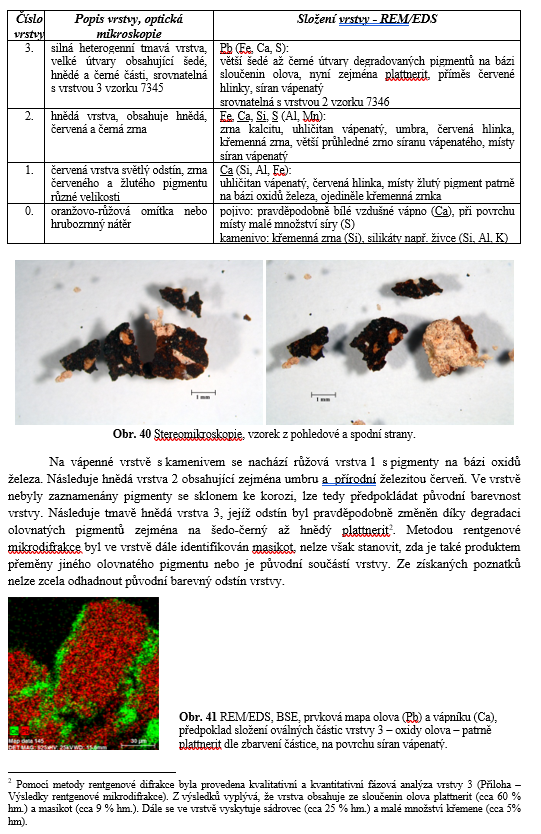 Číslo vrstvy
Popis vrstvy, optická mikroskopie
Složení vrstvy - REM/EDS
3.
silná heterogenní tmavá vrstva,
velké útvary obsahující šedé,
hnědé a černé části, srovnatelná
s vrstvou 3 vzorku 7345
Pb (Fe, Ca, S):
větší šedé až černé útvary degradovaných pigmentů na bázi
sloučenin olova, nyní zejména plattnerit, příměs červené
hlinky, síran vápenatý
srovnatelná s vrstvou 2 vzorku 7346
2.
hnědá vrstva, obsahuje hnědá,
červená a černá zrna
Fe, Ca, Si, S (Al, Mn):
zrna kalcitu, uhličitan vápenatý, umbra, červená hlinka,
křemenná zrna, větší průhledné zrno síranu vápenatého, místy
síran vápenatý
1.
červená vrstva světlý odstín, zrna
červeného a žlutého pigmentu
různé velikosti
Ca (Si, Al, Fe):
uhličitan vápenatý, červená hlinka, místy žlutý pigment patrně
na bázi oxidů železa, ojediněle křemenná zrnka
0.
oranžovo-růžová omítka nebo
hrubozrnný nátěr
pojivo: pravděpodobně bílé vzdušné vápno (Ca), při povrchu
místy malé množství síry (S)
kamenivo: křemenná zrna (Si), silikáty např. živce (Si, Al, K)
1 mm
1 mm
Obr. 40 Stereomikroskopie, vzorek z pohledové a spodní strany.
Na vápenné vrstvě s kamenivem se nachází růžová vrstva 1 s pigmenty na bázi oxidů
železa. Následuje hnědá vrstva 2 obsahující zejména umbru a přírodní železitou červeň. Ve vrstvě
nebyly zaznamenány pigmenty se sklonem ke korozi, lze tedy předpokládat původní barevnost
vrstvy. Následuje tmavě hnědá vrstva 3, jejíž odstín byl pravděpodobně změněn díky degradaci
olovnatých pigmentů zejména na šedo-černý až hnědý plattnerit2. Metodou rentgenové
mikrodifrakce byl ve vrstvě dále identifikován masikot, nelze však stanovit, zda je také produktem
přeměny jiného olovnatého pigmentu nebo je původní součástí vrstvy. Ze získaných poznatků
nelze zcela odhadnout původní barevný odstín vrstvy.
Map data 145
30 µm
Obr. 41 REM/EDS, BSE, prvková mapa olova (Pb) a vápníku (Ca),
předpoklad složení oválných částic vrstvy 3 – oxidy olova – patrně
plattnerit dle zbarvení částice, na povrchu síran vápenatý.
2 Pomocí metody rentgenové difrakce byla provedena kvalitativní a kvantitativní fázová analýza vrstvy 3 (Příloha –
Výsledky rentgenové mikrodifrakce). Z výsledků vyplývá, že vrstva obsahuje ze sloučenin olova plattnerit (cca 60 %
hm.) a masikot (cca 9 % hm.). Dále se ve vrstvě vyskytuje sádrovec (cca 25 % hm.) a malé množství křemene (cca 5%
hm).